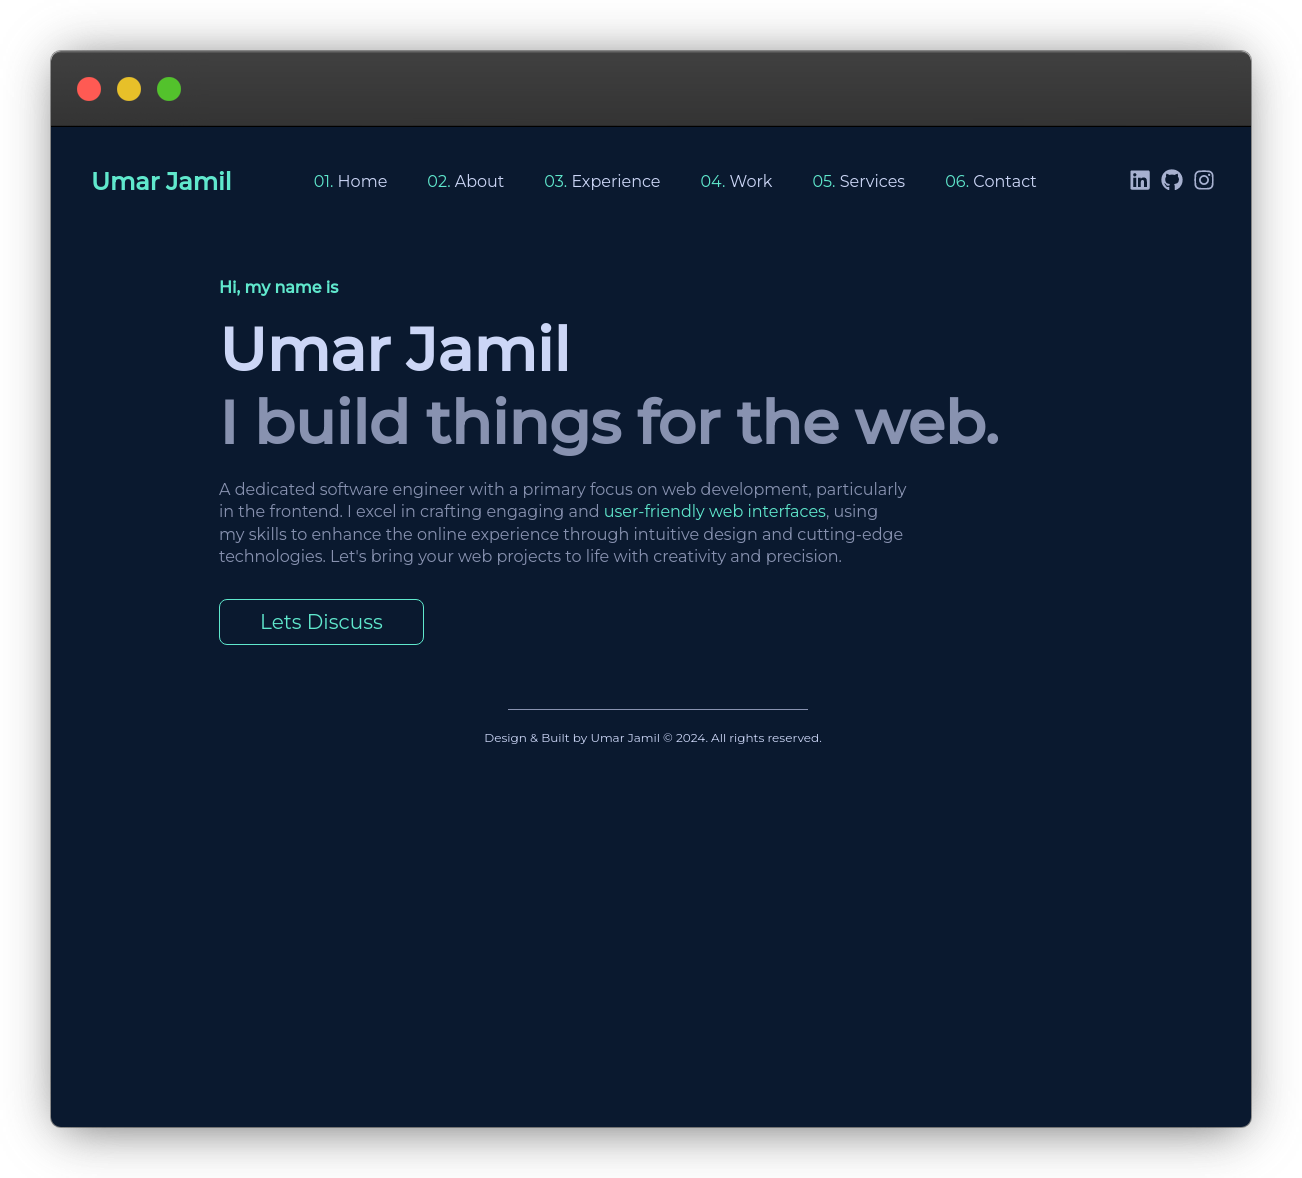 Umar Jamil
01. Home 02. About 03. Experience 04. Work 05. Services 06. Contact
Hi, my name is
Umar Jamil
I build things for the web.
A dedicated software engineer with a primary focus on web development, particularly
in the frontend. I excel in crafting engaging and user-friendly web interfaces, using
my skills to enhance the online experience through intuitive design and cutting-edge
technologies. Let's bring your web projects to life with creativity and precision.
Lets Discuss
Design & Built by Umar Jamil © 2024. All rights reserved.